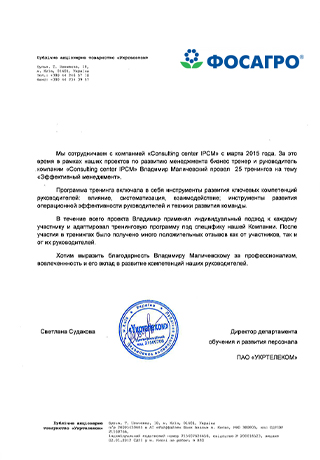 Публічне акціонерне товариство «Укртелеком»
ФОСАГРО®
Мы сотрудничаем с компанией «Consulting center IPCM» с марта 2015 года. За это
время в рамках наших проектов по развитию менеджмента бизнес тренер и руководитель
компании «Consulting center IPCM» Владимир Маличевский провел 25 тренингов на тему
«Эффективный менеджмент».
Программа тренинга включала в себя инструменты развития ключевых компетенций
руководителей: влияние, систематизация, взаимодействие; инструменты развития
операционной эффективности руководителей и техники развития команды.
В течение всего проекта Владимир применял индивидуальный подход к каждому
участнику и адаптировал тренинговую программу под специфику нашей Компании. После
участия в тренингах было получено много положительных отзывов как от участников, так и
от их руководителей.
Хотим выразить благодарность Владимиру Маличевскому за профессионализм,
вовлеченность и его вклад в развитие компетенций наших руководителей.
Светлана Судакова
«Укртелеком»
Директор департамента
обучения и развития персонала
ПАО «УКРТЕЛЕКОМ»
Публічне акціонерне
товариство «Укртелеком»